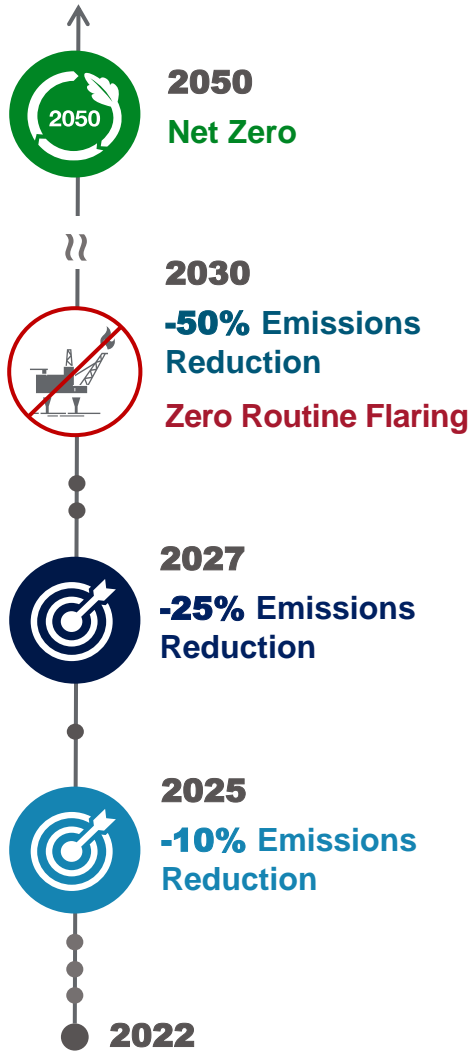 2050
2050
Net Zero
2030
-50% Emissions
Reduction
Zero Routine Flaring
2027
-25% Emissions
Reduction
2025
-10% Emissions
Reduction
2022